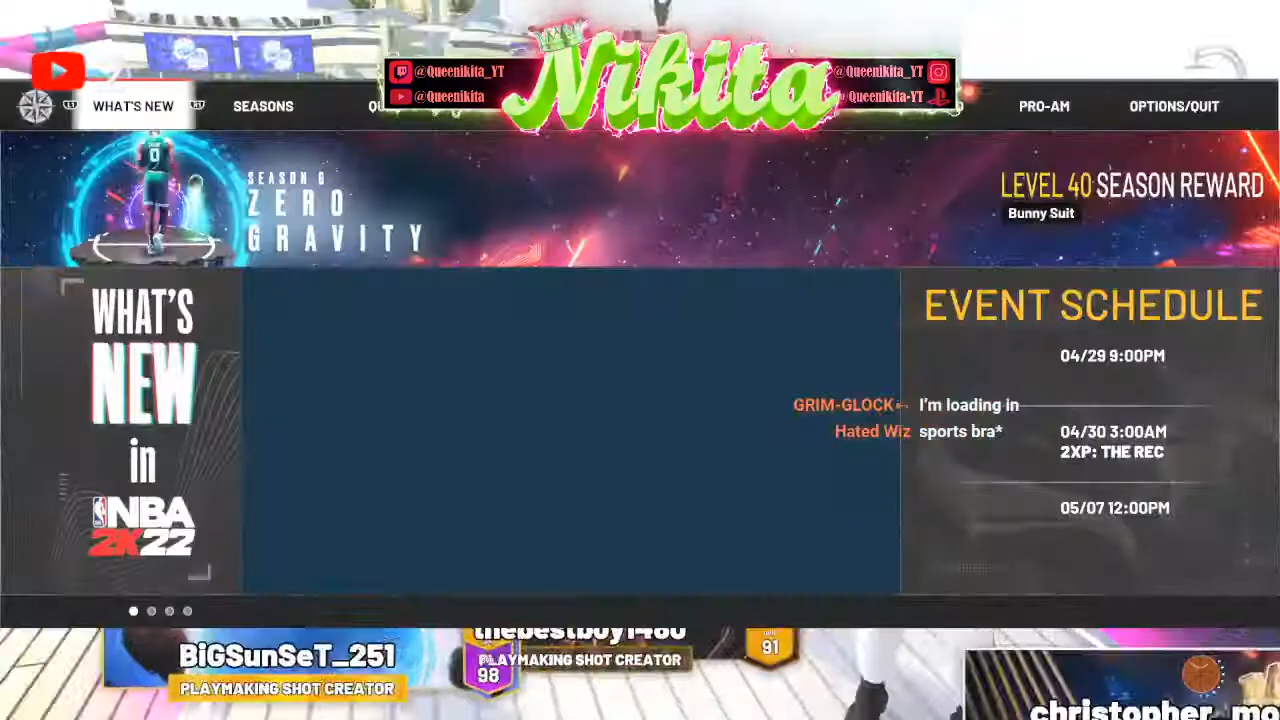 Nikita
@Queenikita_YT
@Queenikita
@Queenikita_YT
@Queenikita-YT
WHAT'S NEW
SEASONS
PRO-AM
OPTIONS/QUIT
SEASON 6
ZERO
GRAVITY
LEVEL 40 SEASON REWARD
Bunny Suit
WHAT'S
NEW
in
NBA
2K22
EVENT SCHEDULE
04/29 9:00PM
GRIM-GLOCK I'm loading in
Hated Wiz sports bra*
04/30 3:00AM
2XP: THE REC
05/07 12:00PM
BiGSunSeT_251
PLAYMAKING SHOT CREATOR
thebestboy1480
PLAYMAKING SHOT CREATOR
98
91
christopher_mo